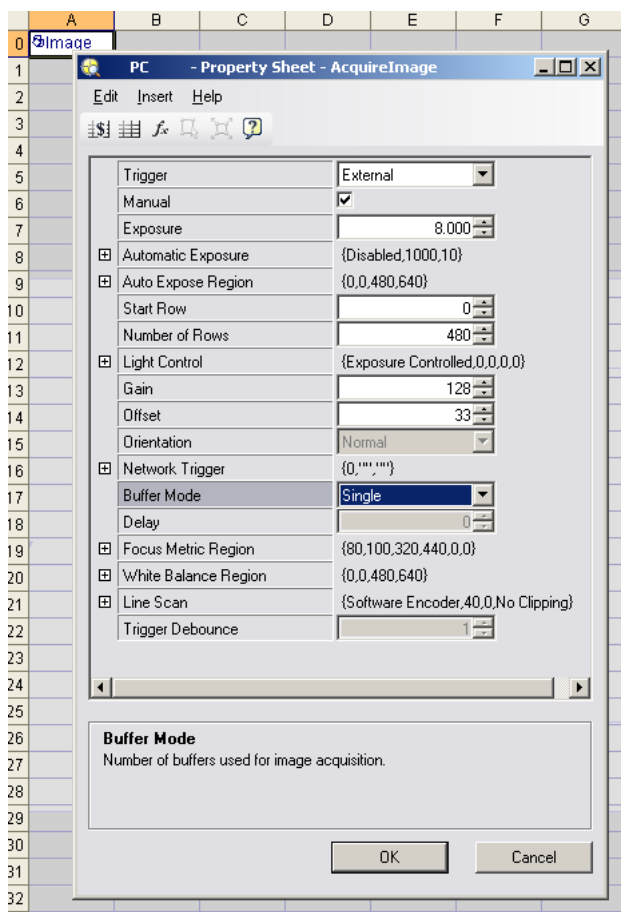 A B C D E F G
0 Image
PC - Property Sheet - AcquireImage
1
Edit Insert Help
2
3
4
5 Trigger External
6 Manual
7 Exposure 8.000
8 Automatic Exposure {Disabled,1000,10}
9 Auto Expose Region {0,0,480,640}
10 Start Row 0
11 Number of Rows 480
12 Light Control {Exposure Controlled,0,0,0,0}
13 Gain 128
14 Offset 33
15 Orientation Normal
16 Network Trigger {0,"",""}
17 Buffer Mode Single
18 Delay 0
19 Focus Metric Region {80,100,320,440,0,0}
20 White Balance Region {0,0,480,640}
21 Line Scan {Software Encoder,40,0,No Clipping}
22 Trigger Debounce 1
23
24
25
26 Buffer Mode
27 Number of buffers used for image acquisition.
28
29
30 OK Cancel
31
32